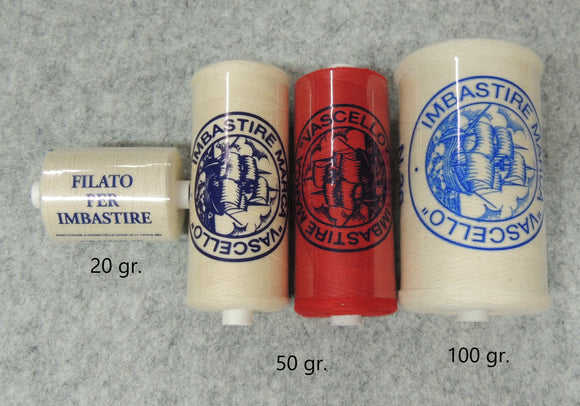 FILATO
PER
IMBASTIRE
20 gr.
IMBASTIRE MARCA "VASCELLO"
IMBASTIRE MARCA "VASCELLO"
50 gr.
IMBASTIRE MARCA "VASCELLO"
100 gr.